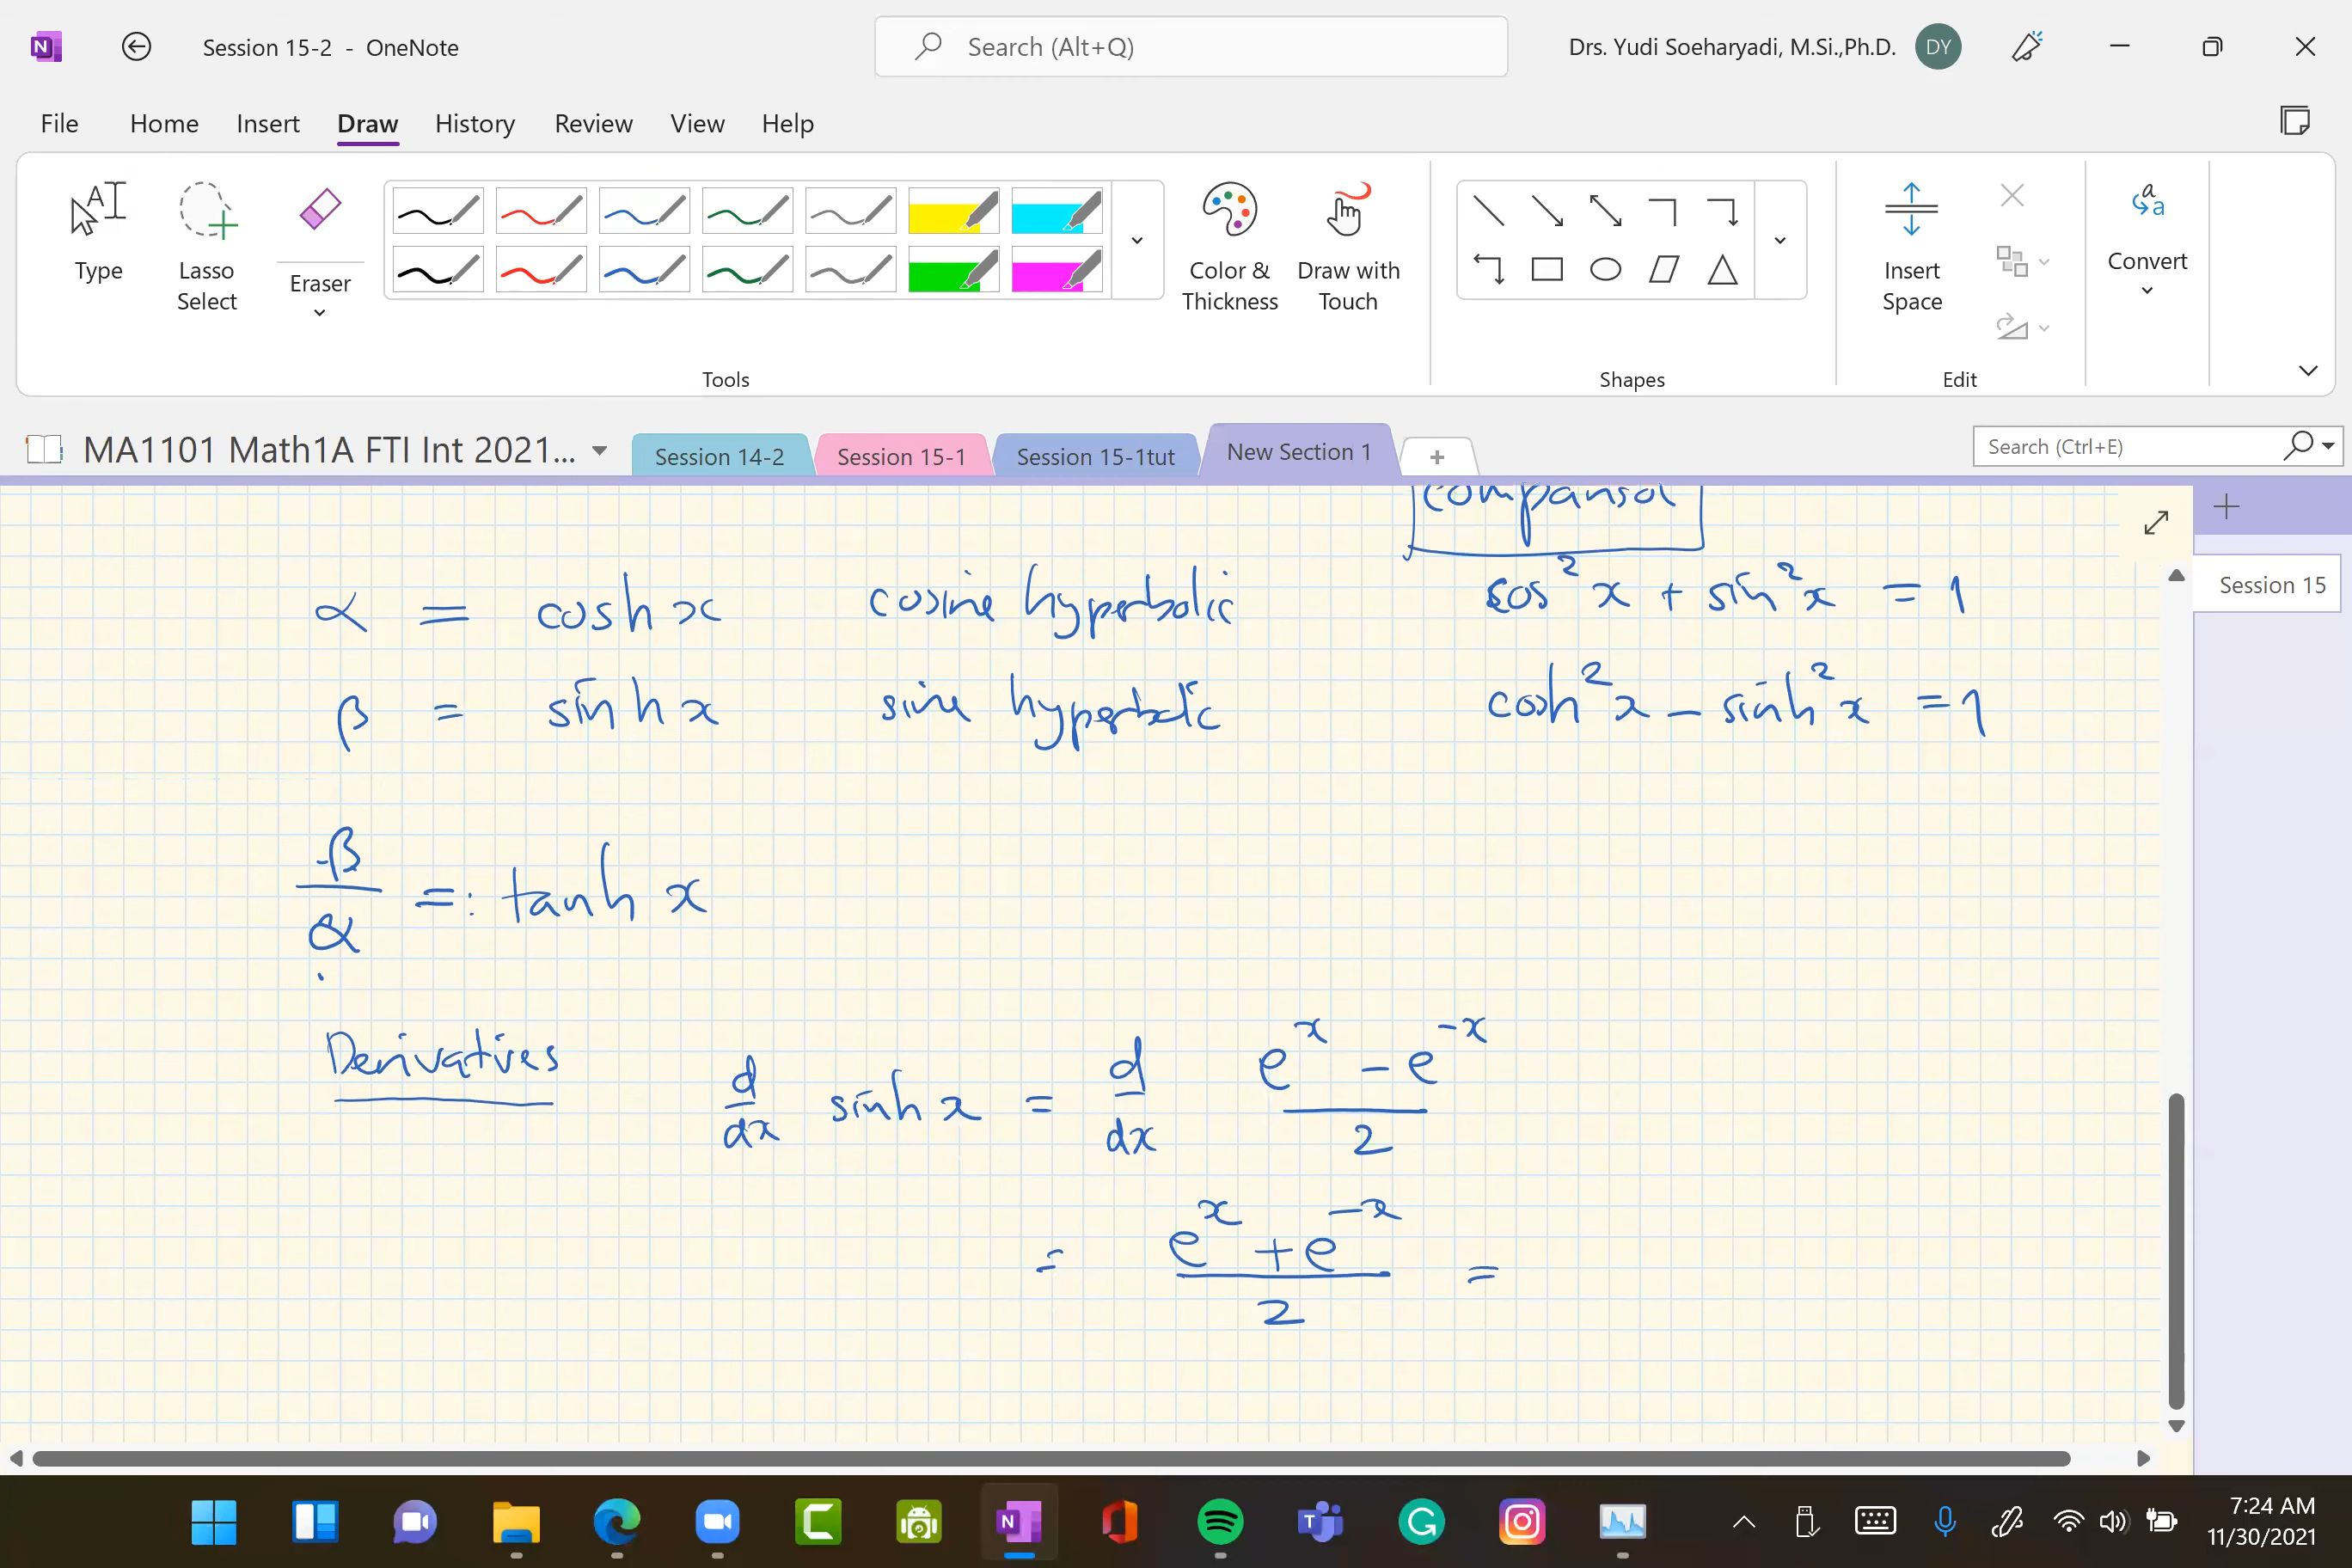 Session 15-2 - OneNote
Search (Alt+Q)
Drs. Yudi Soeharyadi, M.Si.,Ph.D.
DY
File Home Insert Draw History Review View Help
Type
Lasso Select
Eraser
Color & Thickness
Draw with Touch
Insert Space
Convert
Tools
Shapes
Edit
MA1101 Math1A FTI Int 2021...
Session 14-2
Session 15-1
Session 15-1tut
New Section 1
Search (Ctrl+E)
Session 15
α = cosh x cosine hyperbolic cos² x + sin² x = 1
β = sinh x sine hyperbolic cosh² x − sinh² x = 1
β/α =: tanh x
Derivatives d/dx sinh x = d/dx (e^x − e^-x)/2
= (e^x + e^-x)/2 =
7:24 AM
11/30/2021